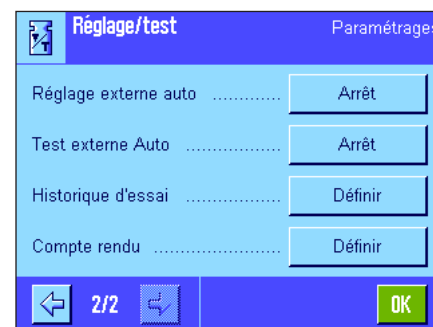 Réglage/test Paramétrages
Réglage externe auto ............ Arrêt
Test externe Auto ................ Arrêt
Historique d'essai ................ Définir
Compte rendu ...................... Définir
2/2 OK